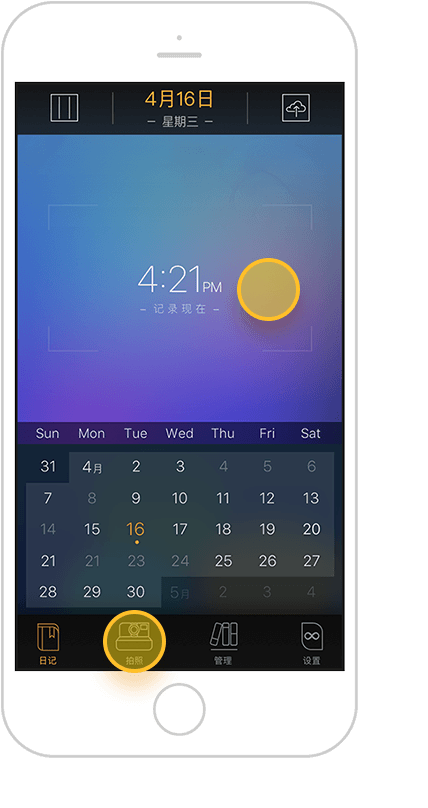 4月16日
– 星期三 –
4:21PM
– 记录现在 –
Sun Mon Tue Wed Thu Fri Sat
31 4月 2 3 4 5 6
7 8 9 10 11 12 13
14 15 16 17 18 19 20
21 21 23 24 25 26 27
28 29 30 5月 2 3 4
日记 拍照 管理 设置